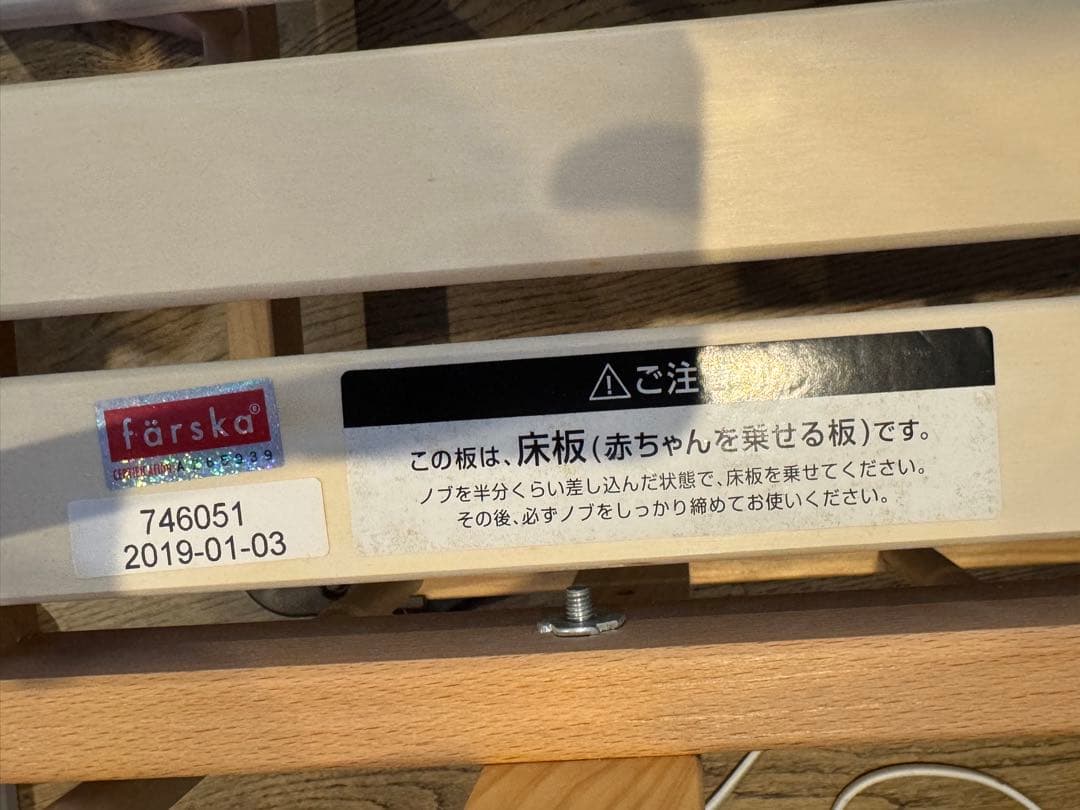 färska®
CERTIFICATION
746051
2019-01-03
ご注
この板は、床板(赤ちゃんを乗せる板)です。
ノブを半分くらい差し込んだ状態で、床板を乗せてください。
その後、必ずノブをしっかり締めてお使いください。